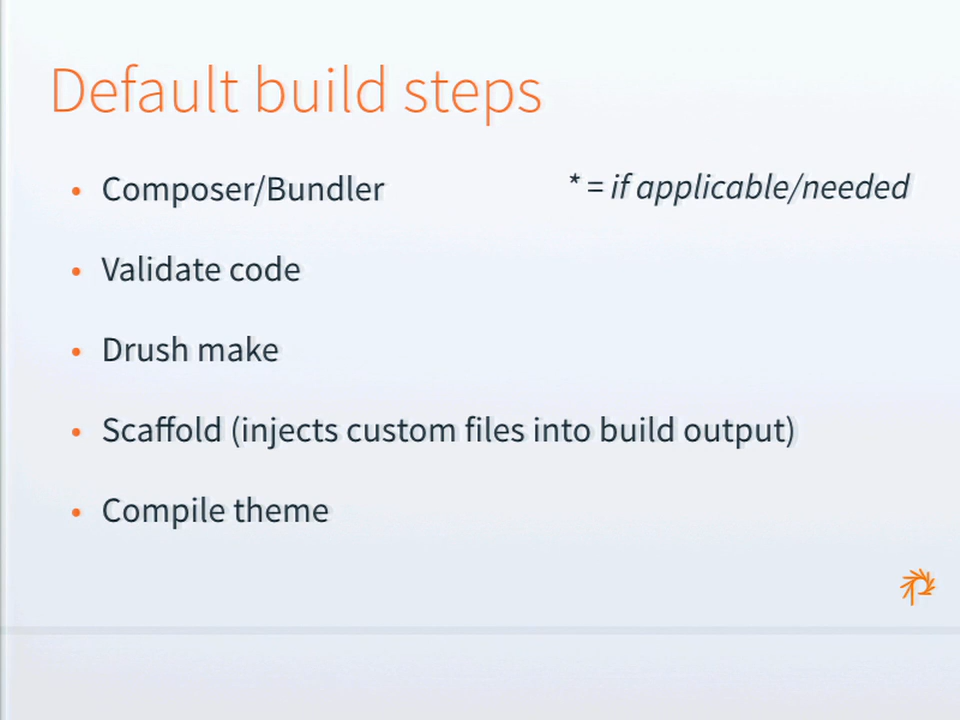 Default build steps
• Composer/Bundler
* = if applicable/needed
• Validate code
• Drush make
• Scaffold (injects custom files into build output)
• Compile theme